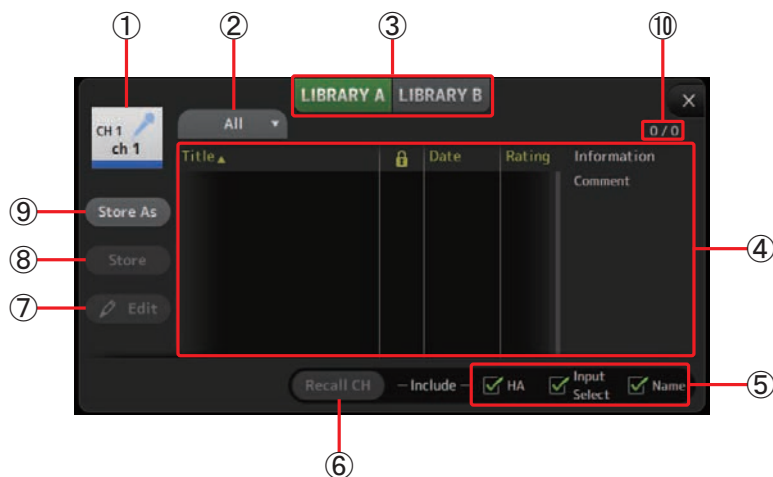 ① ② ③ ⑩
LIBRARY A LIBRARY B
CH 1
ch 1
All
0 / 0
Title Date Rating Information
Comment
⑨ Store As
④
⑧ Store
⑦ Edit
Recall CH – Include – HA Input Select Name ⑤
⑥